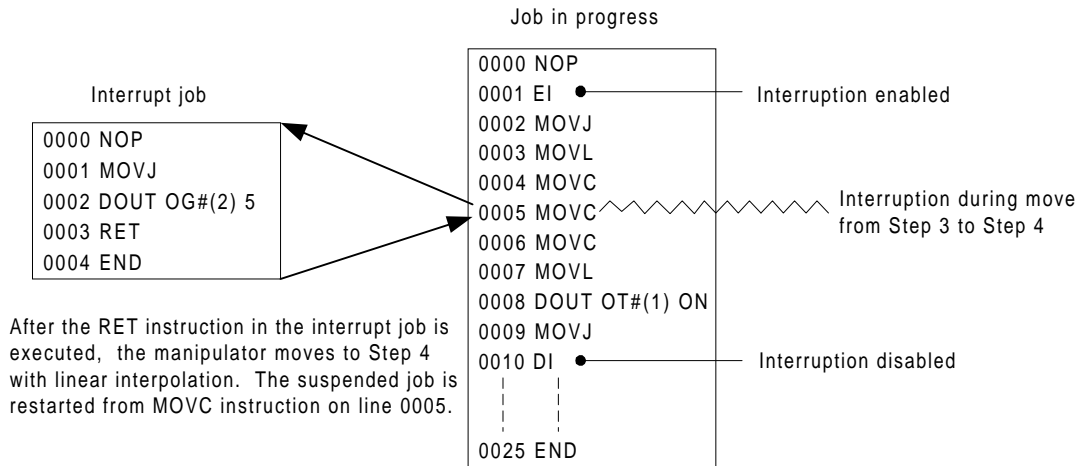 Job in progress
Interrupt job
0000 NOP
0001 MOVJ
0002 DOUT OG#(2) 5
0003 RET
0004 END
After the RET instruction in the interrupt job is
executed, the manipulator moves to Step 4
with linear interpolation. The suspended job is
restarted from MOVC instruction on line 0005.
0000 NOP
0001 EI
0002 MOVJ
0003 MOVL
0004 MOVC
0005 MOVC
0006 MOVC
0007 MOVL
0008 DOUT OT#(1) ON
0009 MOVJ
0010 DI
0025 END
Interruption enabled
Interruption during move
from Step 3 to Step 4
Interruption disabled